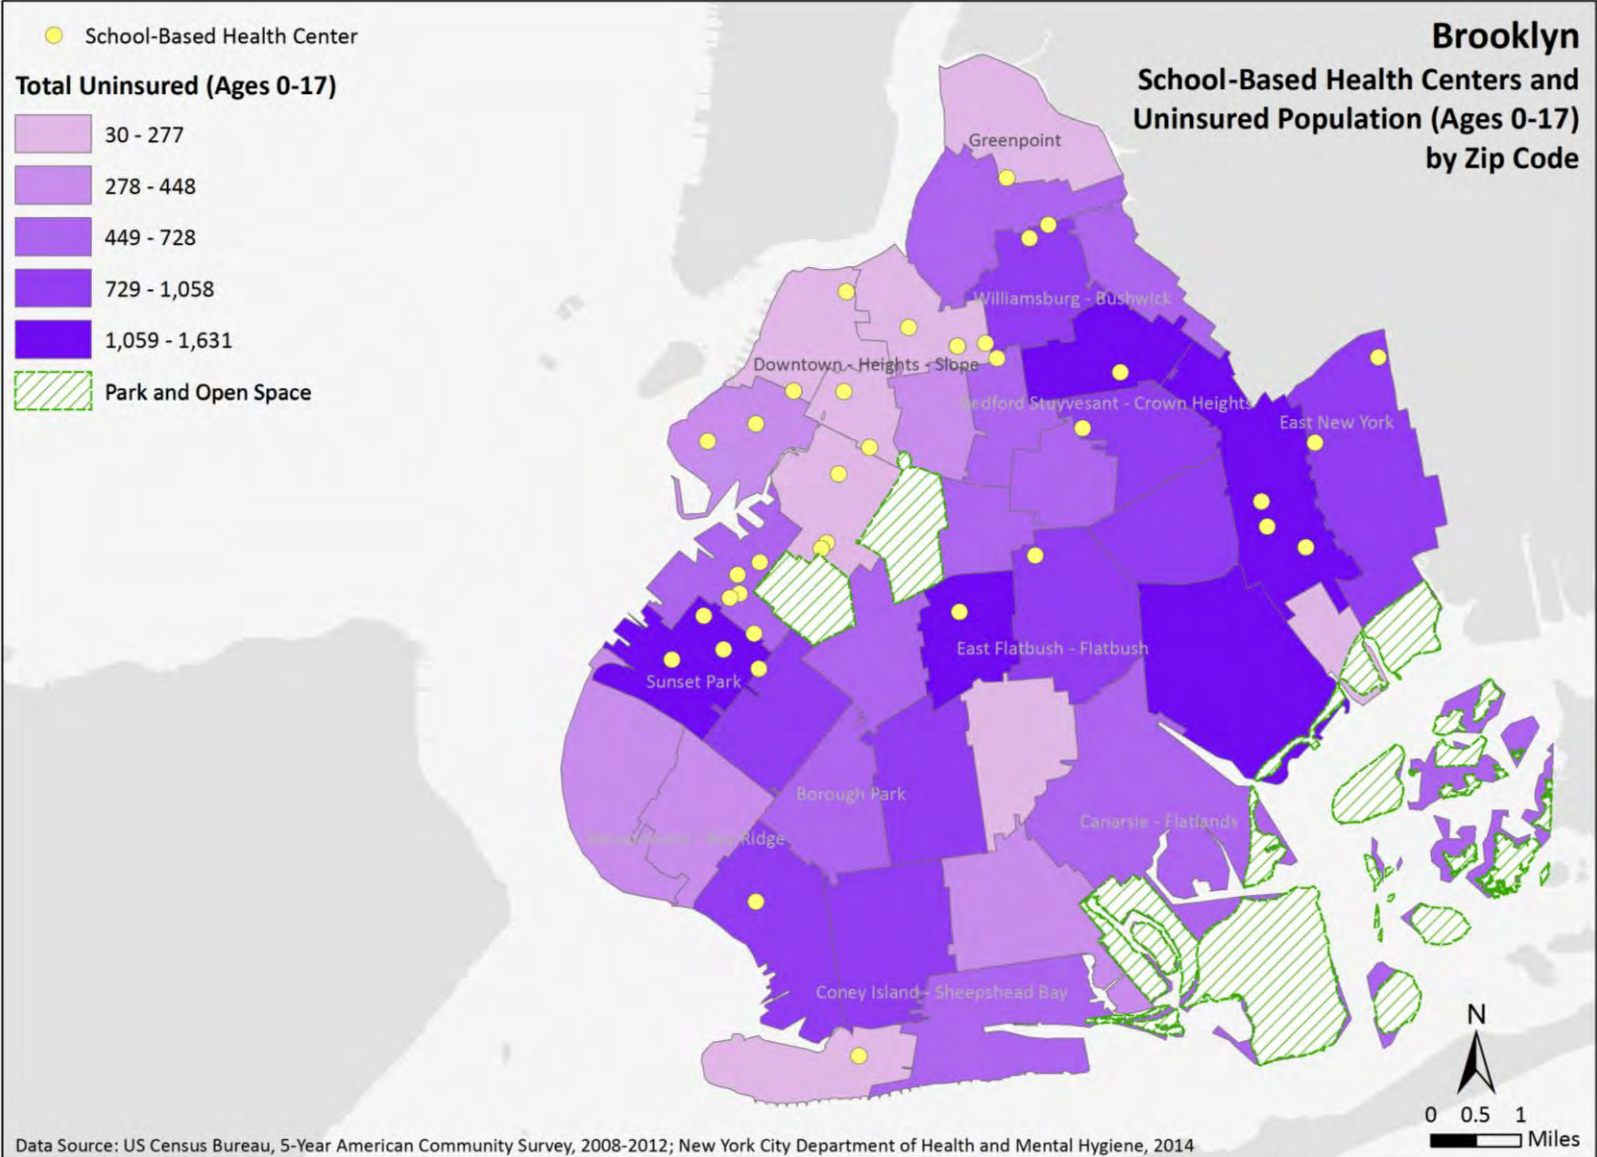 School-Based Health Center
Total Uninsured (Ages 0-17)
30 - 277
278 - 448
449 - 728
729 - 1,058
1,059 - 1,631
Park and Open Space
Brooklyn
School-Based Health Centers and
Uninsured Population (Ages 0-17)
by Zip Code
Greenpoint
Williamsburg - Bushwick
Downtown - Heights - Slope
Bedford Stuyvesant - Crown Heights
East New York
East Flatbush - Flatbush
Sunset Park
Borough Park
Canarsie - Flatlands
Ridge
Coney Island - Sheepshead Bay
N
0 0.5 1
Miles
Data Source: US Census Bureau, 5-Year American Community Survey, 2008-2012; New York City Department of Health and Mental Hygiene, 2014